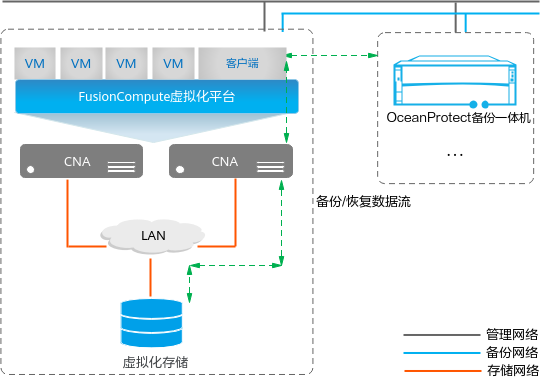 VM
VM
VM
VM
客户端
FusionCompute虚拟化平台
OceanProtect备份一体机
...
CNA
CNA
备份/恢复数据流
LAN
虚拟化存储
管理网络
备份网络
存储网络